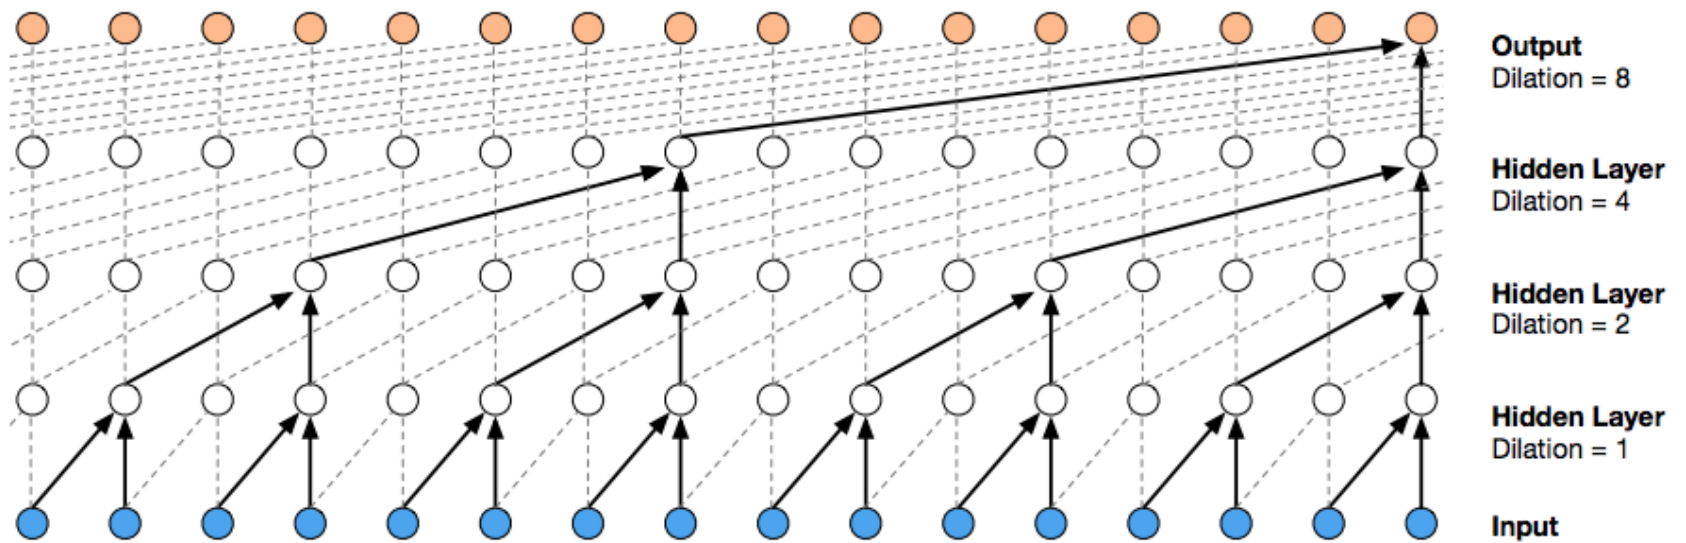 Output
Dilation = 8
Hidden Layer
Dilation = 4
Hidden Layer
Dilation = 2
Hidden Layer
Dilation = 1
Input